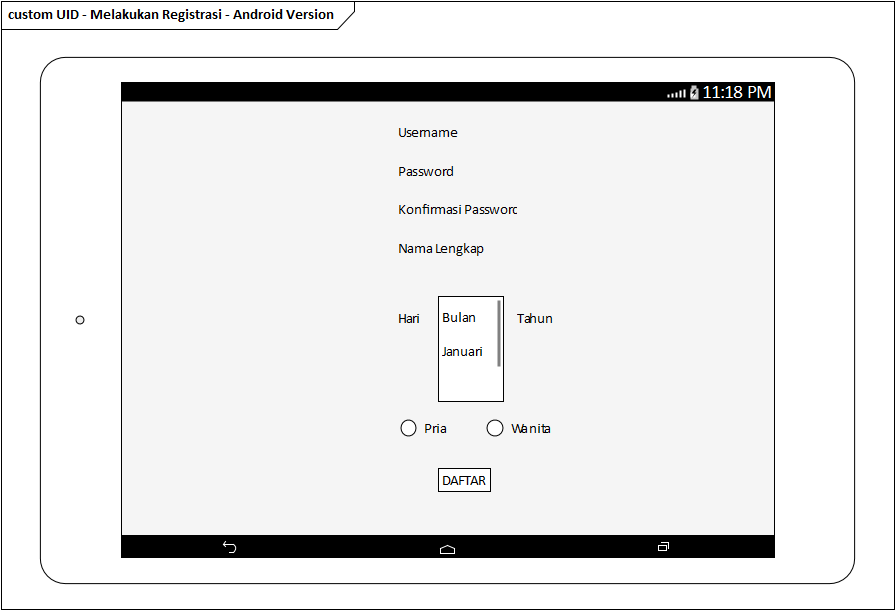 custom UID - Melakukan Registrasi - Android Version
11:18 PM
Username
Password
Konfirmasi Password
Nama Lengkap
Hari Bulan Tahun
Januari
Pria Wanita
DAFTAR